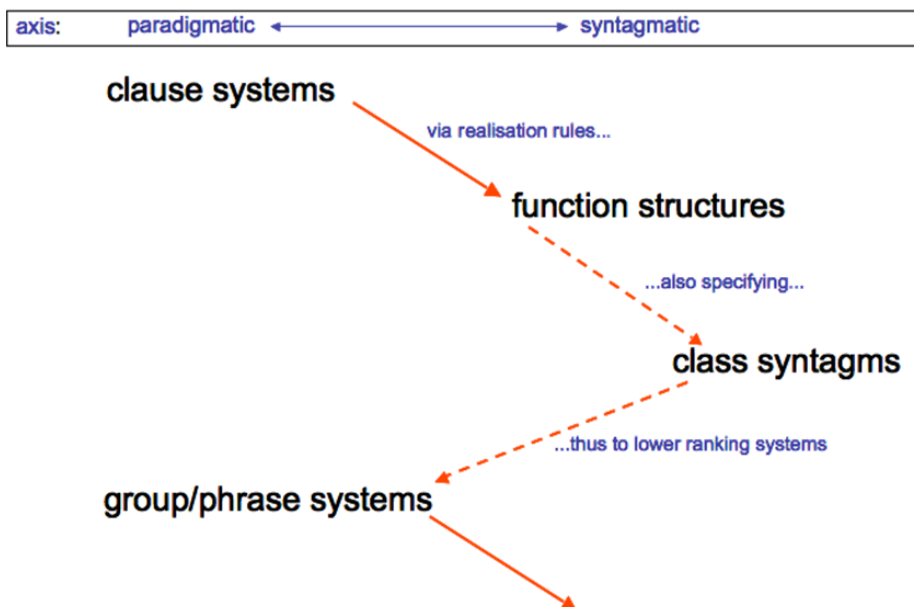 axis: paradigmatic syntagmatic
clause systems
via realisation rules...
function structures
...also specifying...
class syntagms
...thus to lower ranking systems
group/phrase systems